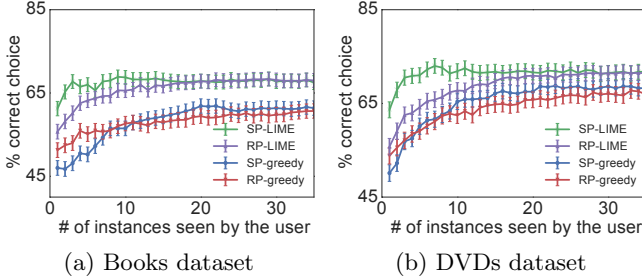 85
65
45
% correct choice
SP-LIME
RP-LIME
SP-greedy
RP-greedy
0 10 20 30
# of instances seen by the user
(a) Books dataset
85
65
45
% correct choice
SP-LIME
RP-LIME
SP-greedy
RP-greedy
0 10 20 30
# of instances seen by the user
(b) DVDs dataset